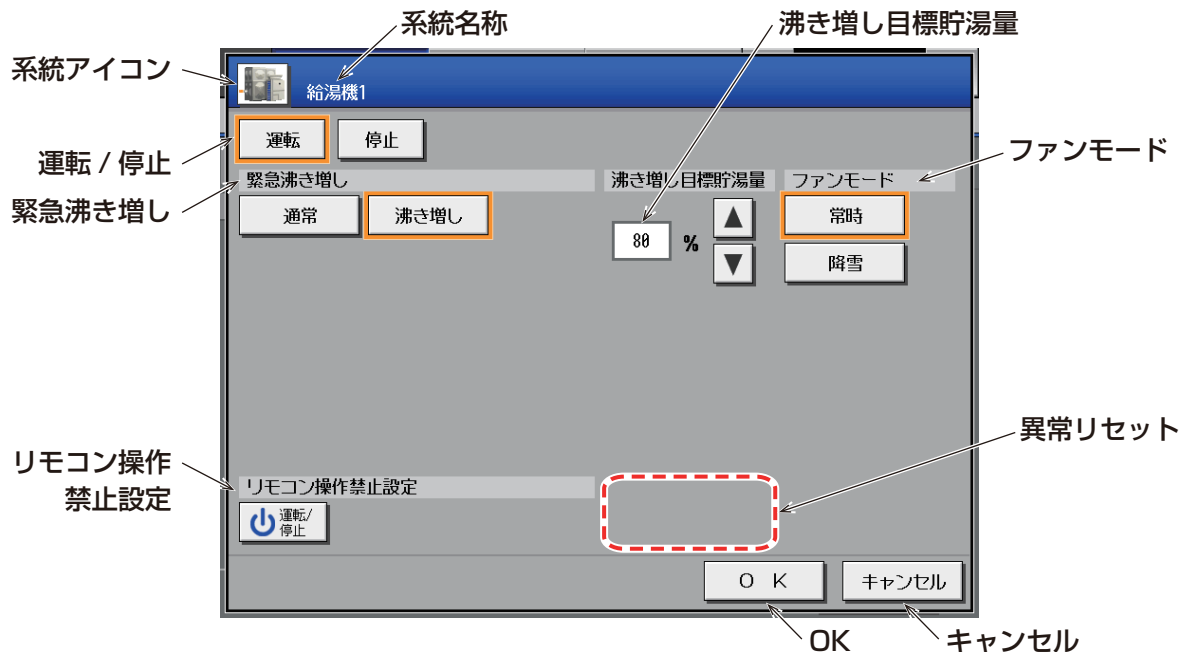 系統名称
沸き増し目標貯湯量
系統アイコン
給湯機1
運転 / 停止
運転
停止
ファンモード
緊急沸き増し
緊急沸き増し
沸き増し目標貯湯量
ファンモード
通常
沸き増し
80 %
▲
▼
常時
降雪
異常リセット
リモコン操作
禁止設定
リモコン操作禁止設定
運転/
停止
O K
キャンセル
OK
キャンセル